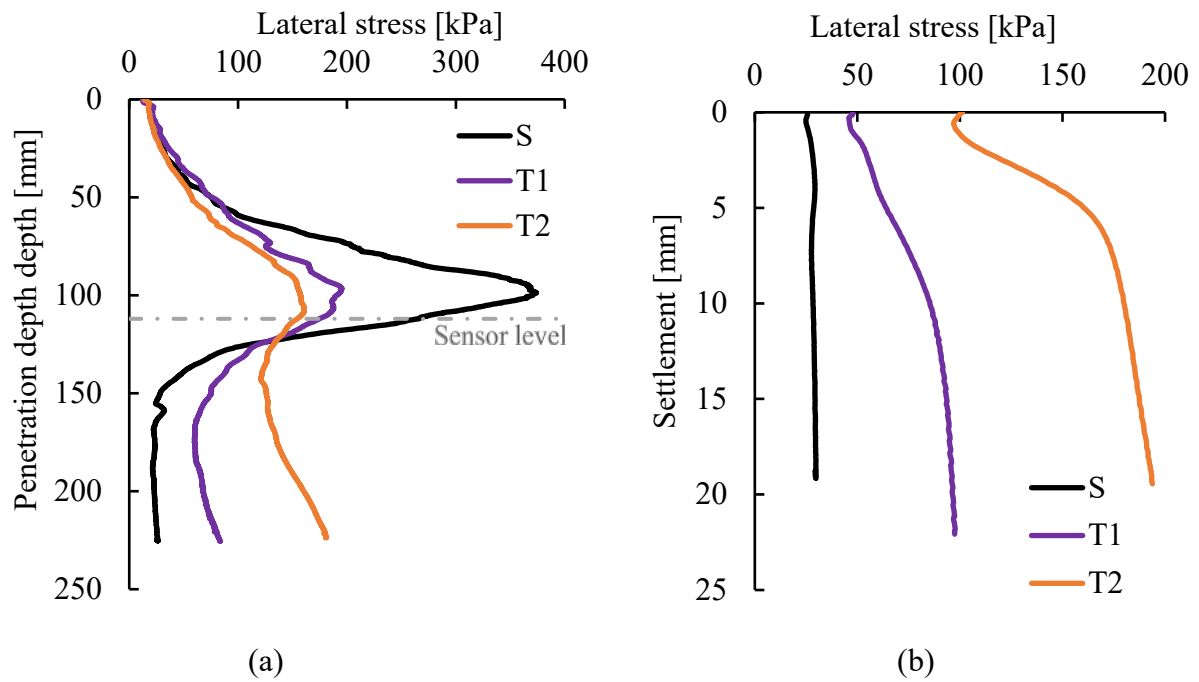 Lateral stress [kPa]
0 100 200 300 400
0
50
100
150
200
250
Penetration depth depth [mm]
S
T1
T2
Sensor level
(a)
Lateral stress [kPa]
0 50 100 150 200
0
5
10
15
20
25
Settlement [mm]
S
T1
T2
(b)